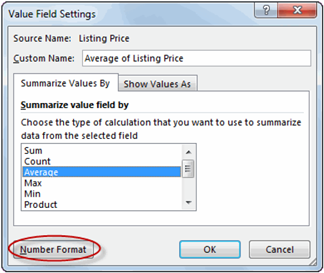 Value Field Settings
Source Name: Listing Price
Custom Name: Average of Listing Price
Summarize Values By Show Values As
Summarize value field by
Choose the type of calculation that you want to use to summarize
data from the selected field
Sum
Count
Average
Max
Min
Product
Number Format OK Cancel